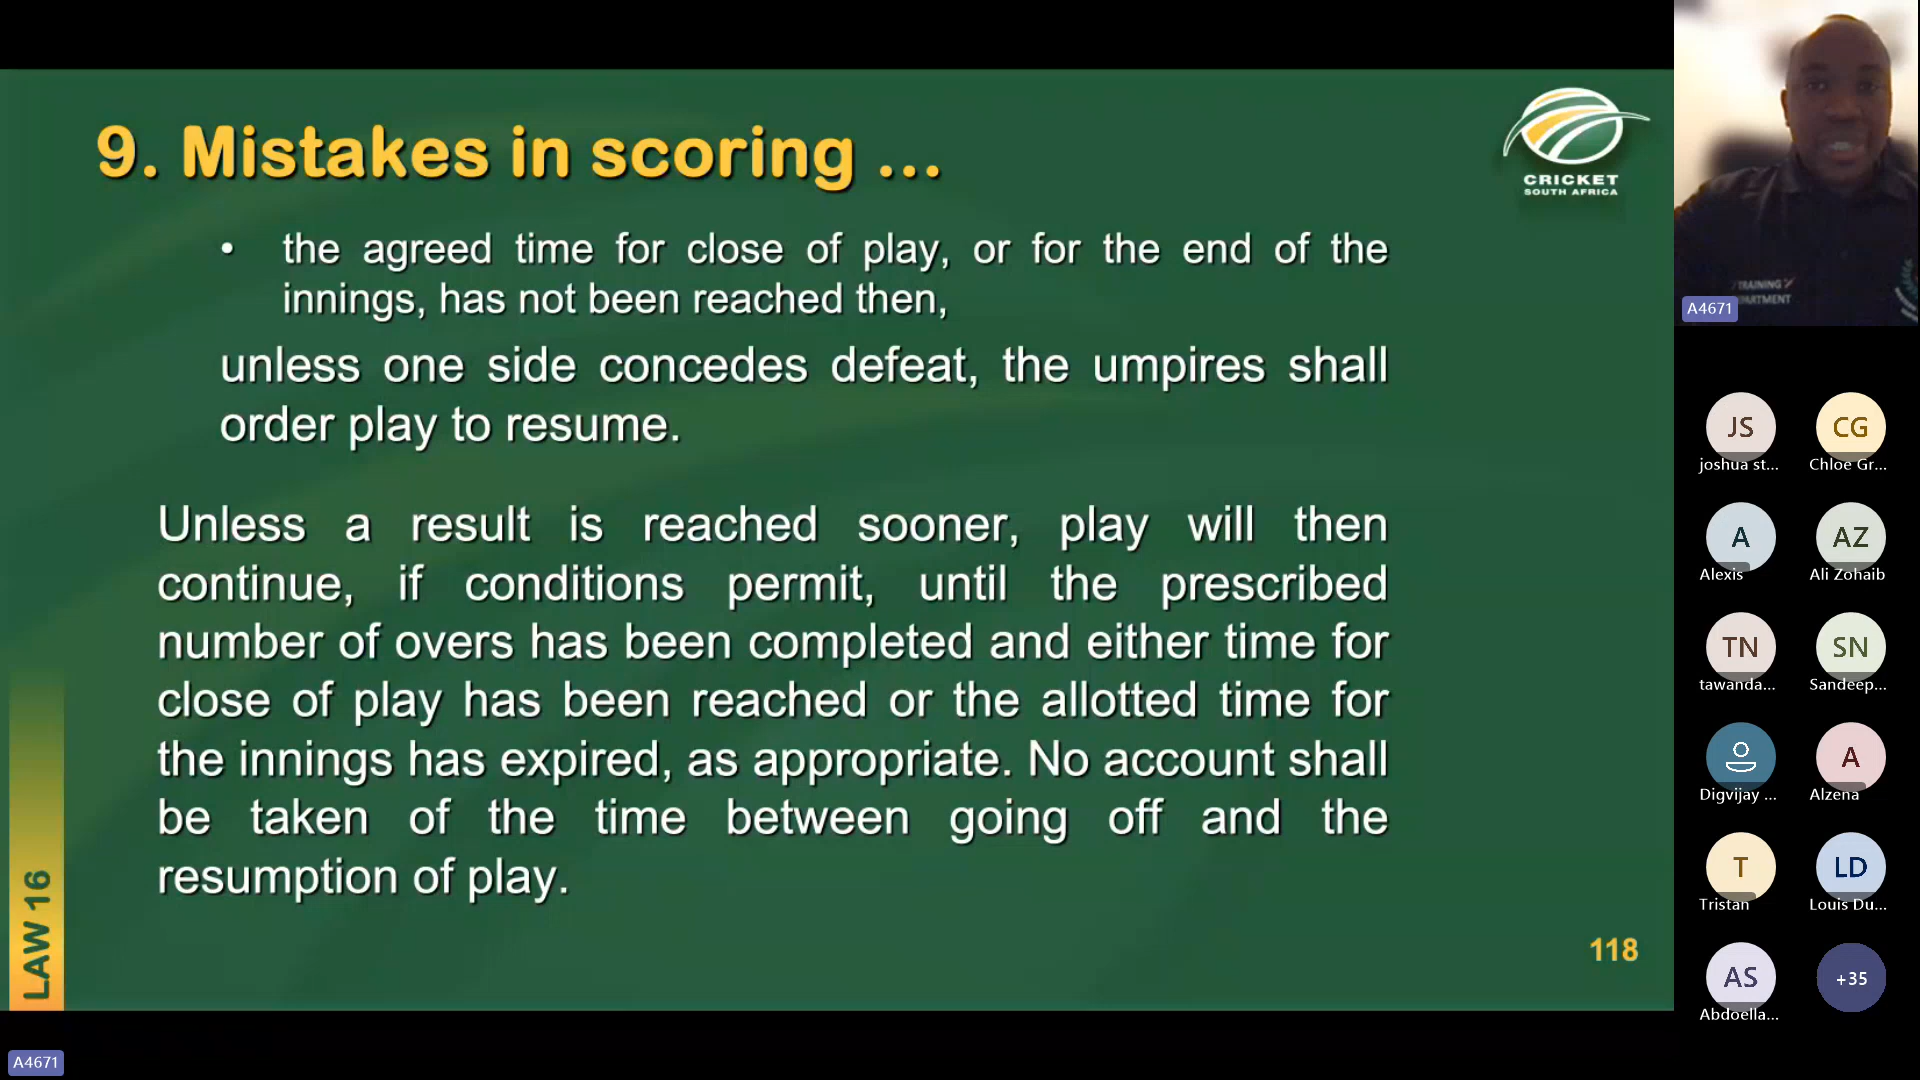 9. Mistakes in scoring ...
CRICKET
SOUTH AFRICA
• the agreed time for close of play, or for the end of the
innings, has not been reached then,
unless one side concedes defeat, the umpires shall
order play to resume.
Unless a result is reached sooner, play will then
continue, if conditions permit, until the prescribed
number of overs has been completed and either time for
close of play has been reached or the allotted time for
the innings has expired, as appropriate. No account shall
be taken of the time between going off and the
resumption of play.
LAW 16
118
A4671
TRAINING
A4671
JS
joshua st...
CG
Chloe Gr...
A
Alexis
AZ
Ali Zohaib
TN
tawanda...
SN
Sandeep...
Digvijay ...
A
Alzena
T
Tristan
LD
Louis Du...
AS
Abdoella...
+35